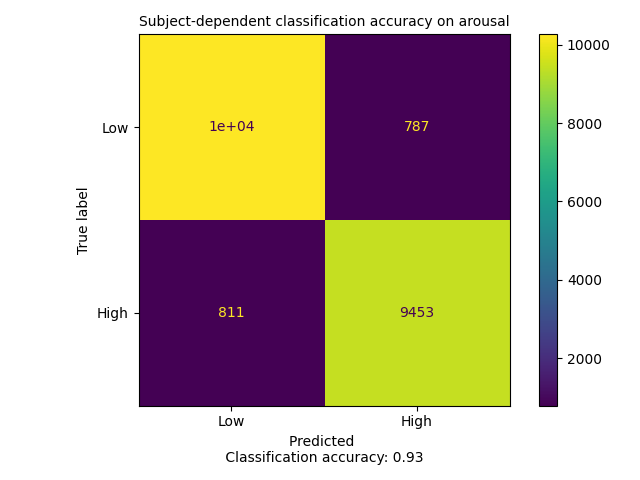 Subject-dependent classification accuracy on arousal
10000
8000
6000
4000
2000
True label
Low
1e+04
787
High
811
9453
Low
High
Predicted
Classification accuracy: 0.93